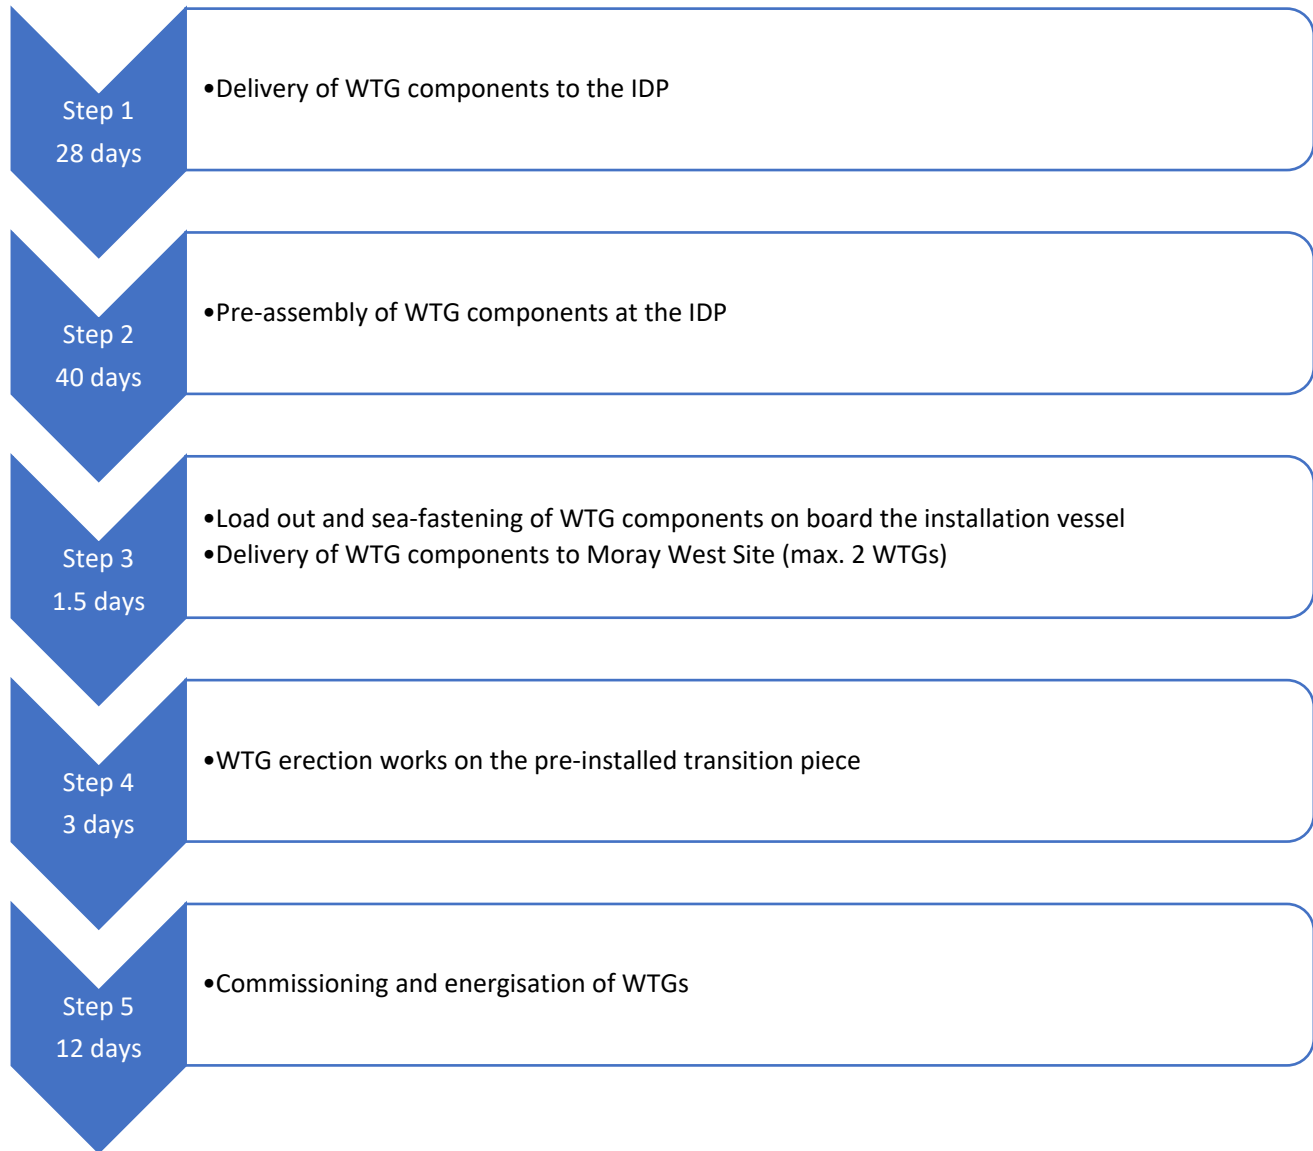 Step 1
28 days
•Delivery of WTG components to the IDP
Step 2
40 days
•Pre-assembly of WTG components at the IDP
Step 3
1.5 days
•Load out and sea-fastening of WTG components on board the installation vessel
•Delivery of WTG components to Moray West Site (max. 2 WTGs)
Step 4
3 days
•WTG erection works on the pre-installed transition piece
Step 5
12 days
•Commissioning and energisation of WTGs